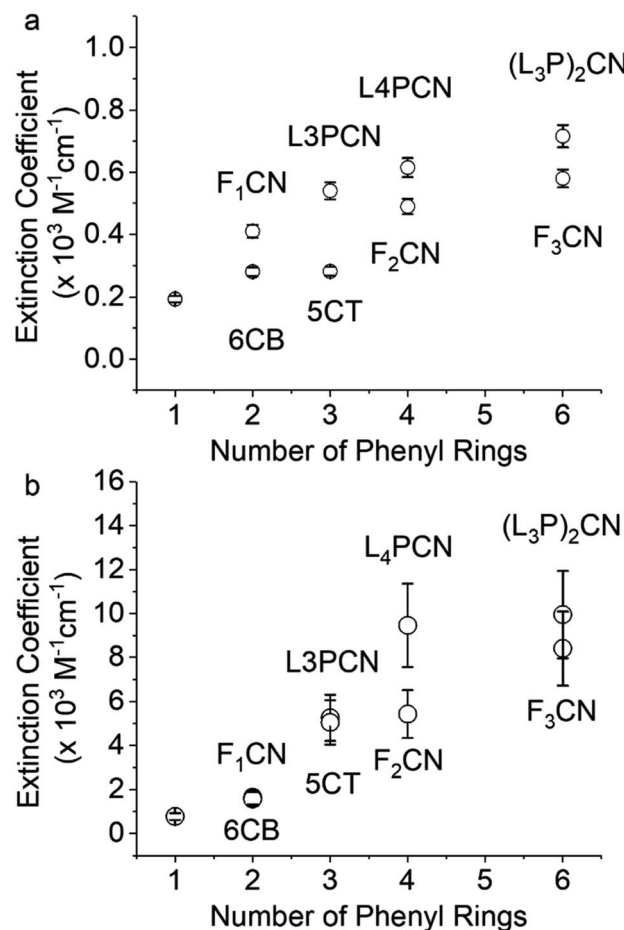 a
1.0
(L₃P)₂CN
L4PCN
0.8
L3PCN
F₁CN
0.6
0.4
F₃CN
F₂CN
0.2
5CT
6CB
0.0
1 2 3 4 5 6
Number of Phenyl Rings
Extinction Coefficient
(x 10³ M⁻¹cm⁻¹)
b
16
14
(L₃P)₂CN
12
L₄PCN
10
8
L3PCN
6
F₃CN
4
F₁CN
F₂CN
5CT
2
6CB
0
1 2 3 4 5 6
Number of Phenyl Rings
Extinction Coefficient
(x 10³ M⁻¹cm⁻¹)